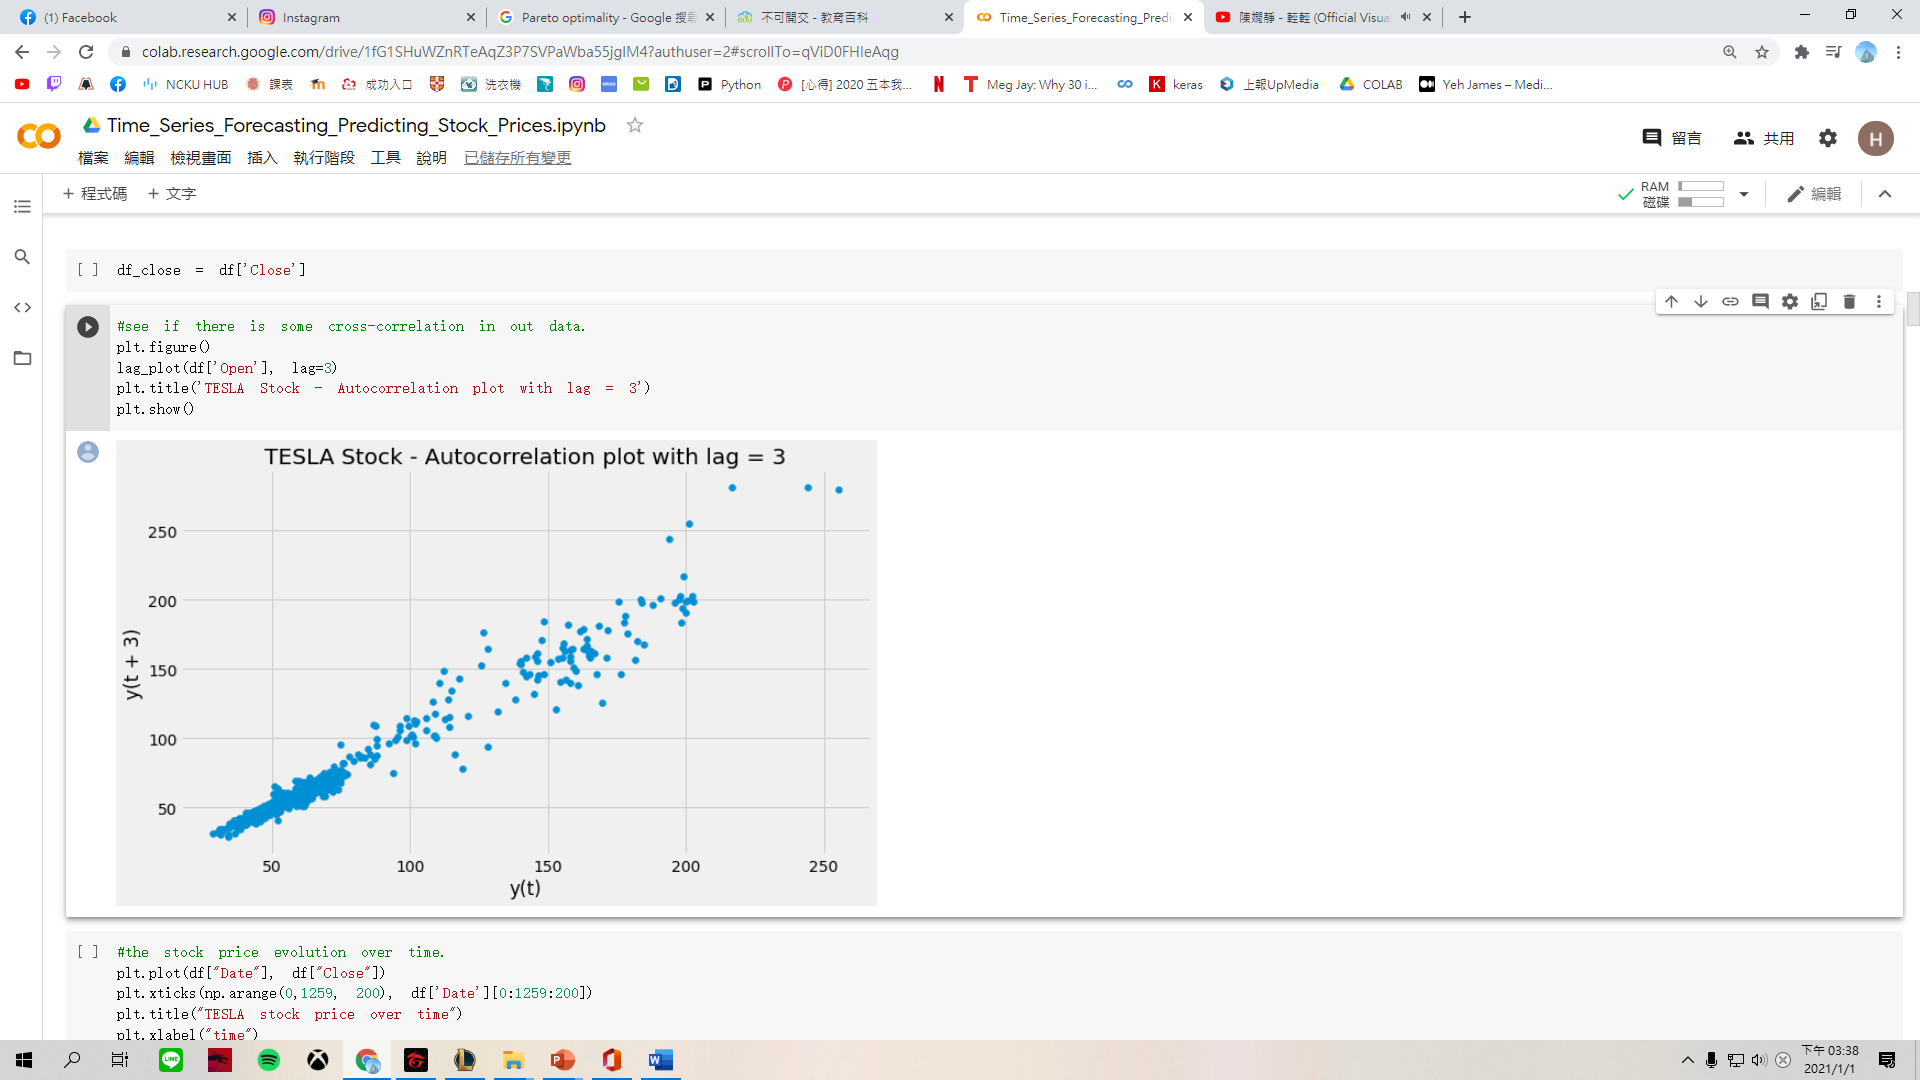 (1) Facebook
Instagram
Pareto optimality - Google 搜尋
不可開交 - 教育百科
Time_Series_Forecasting_Predi
陳嫺靜 - 輕輕 (Official Visua
colab.research.google.com/drive/1fG1SHuWZnRTeAqZ3P7SVPaWba55jgIM4?authuser=2#scrollTo=qViD0FHIeAqg
NCKU HUB
課表
成功入口
洗衣機
Python
[心得] 2020 五本我...
Meg Jay: Why 30 i...
keras
上報UpMedia
COLAB
Yeh James – Medi...
Time_Series_Forecasting_Predicting_Stock_Prices.ipynb
檔案 編輯 檢視畫面 插入 執行階段 工具 說明 已儲存所有變更
留言
共用
H
+ 程式碼 + 文字
RAM
磁碟
編輯
[ ] df_close = df['Close']
#see if there is some cross-correlation in out data.
plt.figure()
lag_plot(df['Open'], lag=3)
plt.title('TESLA Stock - Autocorrelation plot with lag = 3')
plt.show()
TESLA Stock - Autocorrelation plot with lag = 3
250
200
150
100
50
y(t + 3)
50 100 150 200 250
y(t)
[ ] #the stock price evolution over time.
plt.plot(df["Date"], df["Close"])
plt.xticks(np.arange(0,1259, 200), df['Date'][0:1259:200])
plt.title("TESLA stock price over time")
plt.xlabel("time")
下午 03:38
2021/1/1